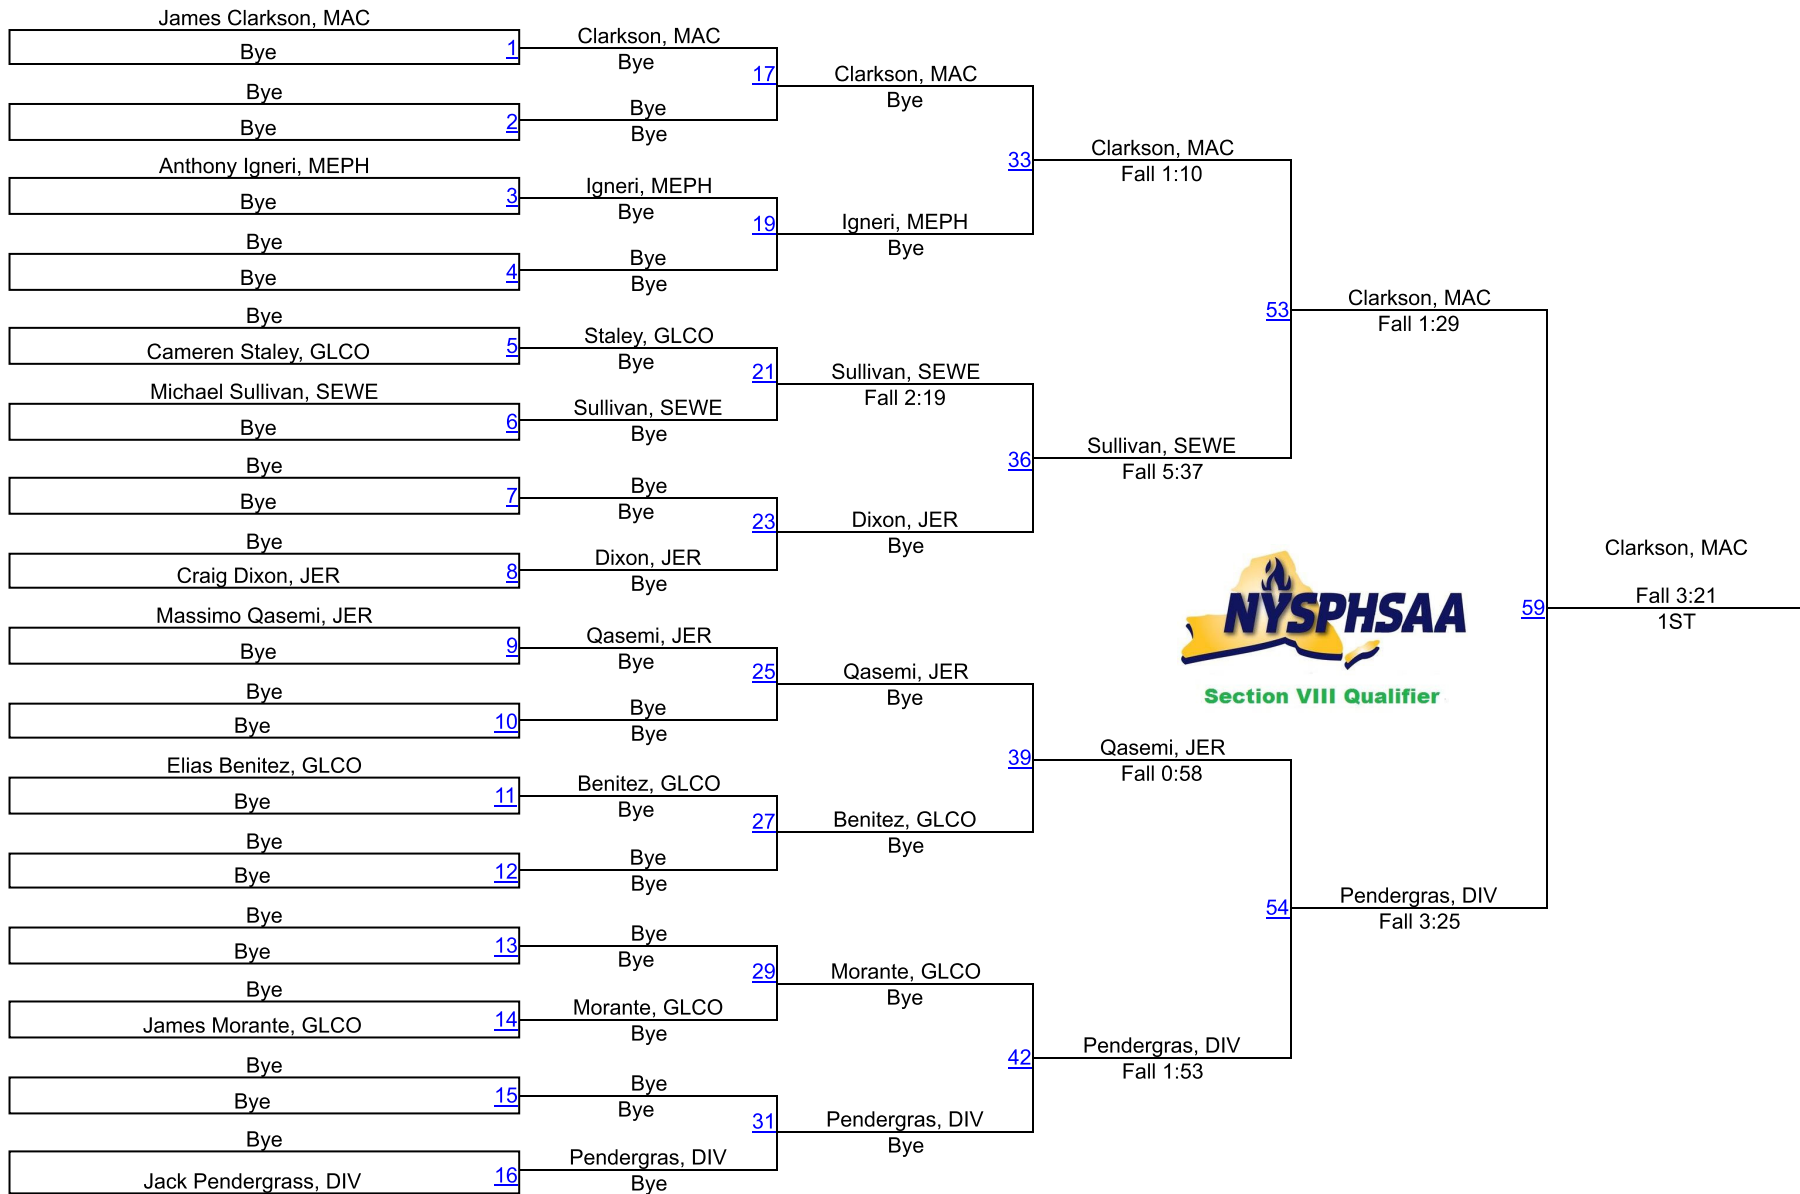 James Clarkson, MAC
Bye
1
Bye
Bye
2
Anthony Igneri, MEPH
Bye
3
Bye
Bye
4
Bye
Cameren Staley, GLCO
5
Michael Sullivan, SEWE
Bye
6
Bye
Bye
7
Bye
Craig Dixon, JER
8
Massimo Qasemi, JER
Bye
9
Bye
Bye
10
Elias Benitez, GLCO
Bye
11
Bye
Bye
12
Bye
Bye
13
Bye
James Morante, GLCO
14
Bye
Bye
15
Bye
Jack Pendergrass, DIV
16
Clarkson, MAC
Bye
17
Bye
Bye
Igneri, MEPH
Bye
19
Bye
Bye
Staley, GLCO
Bye
21
Sullivan, SEWE
Bye
Bye
Bye
23
Dixon, JER
Bye
Qasemi, JER
Bye
25
Bye
Bye
Benitez, GLCO
Bye
27
Bye
Bye
Bye
Bye
29
Morante, GLCO
Bye
Bye
Bye
31
Pendergras, DIV
Bye
Clarkson, MAC
Bye
33
Igneri, MEPH
Bye
Sullivan, SEWE
Fall 2:19
36
Dixon, JER
Bye
Qasemi, JER
Bye
39
Benitez, GLCO
Bye
Morante, GLCO
Bye
42
Pendergras, DIV
Bye
Clarkson, MAC
Fall 1:10
53
Sullivan, SEWE
Fall 5:37
Qasemi, JER
Fall 0:58
54
Pendergras, DIV
Fall 1:53
Clarkson, MAC
Fall 1:29
59
Pendergras, DIV
Fall 3:25
Clarkson, MAC
Fall 3:21
1ST
NYSPHSAA
Section VIII Qualifier